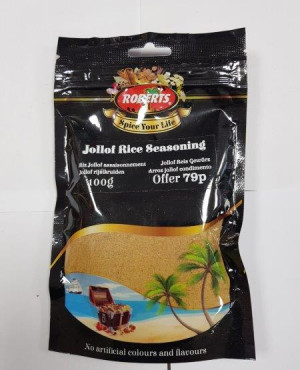 ROBERTS
Spice Your Life
Jollof Rice Seasoning
Ris Jollof assaisonnement
Jollof Reis Gewürz
Jollof rijstkruiden
Arroz jollof condimento
100g
Offer 79p
No artificial colours and flavours